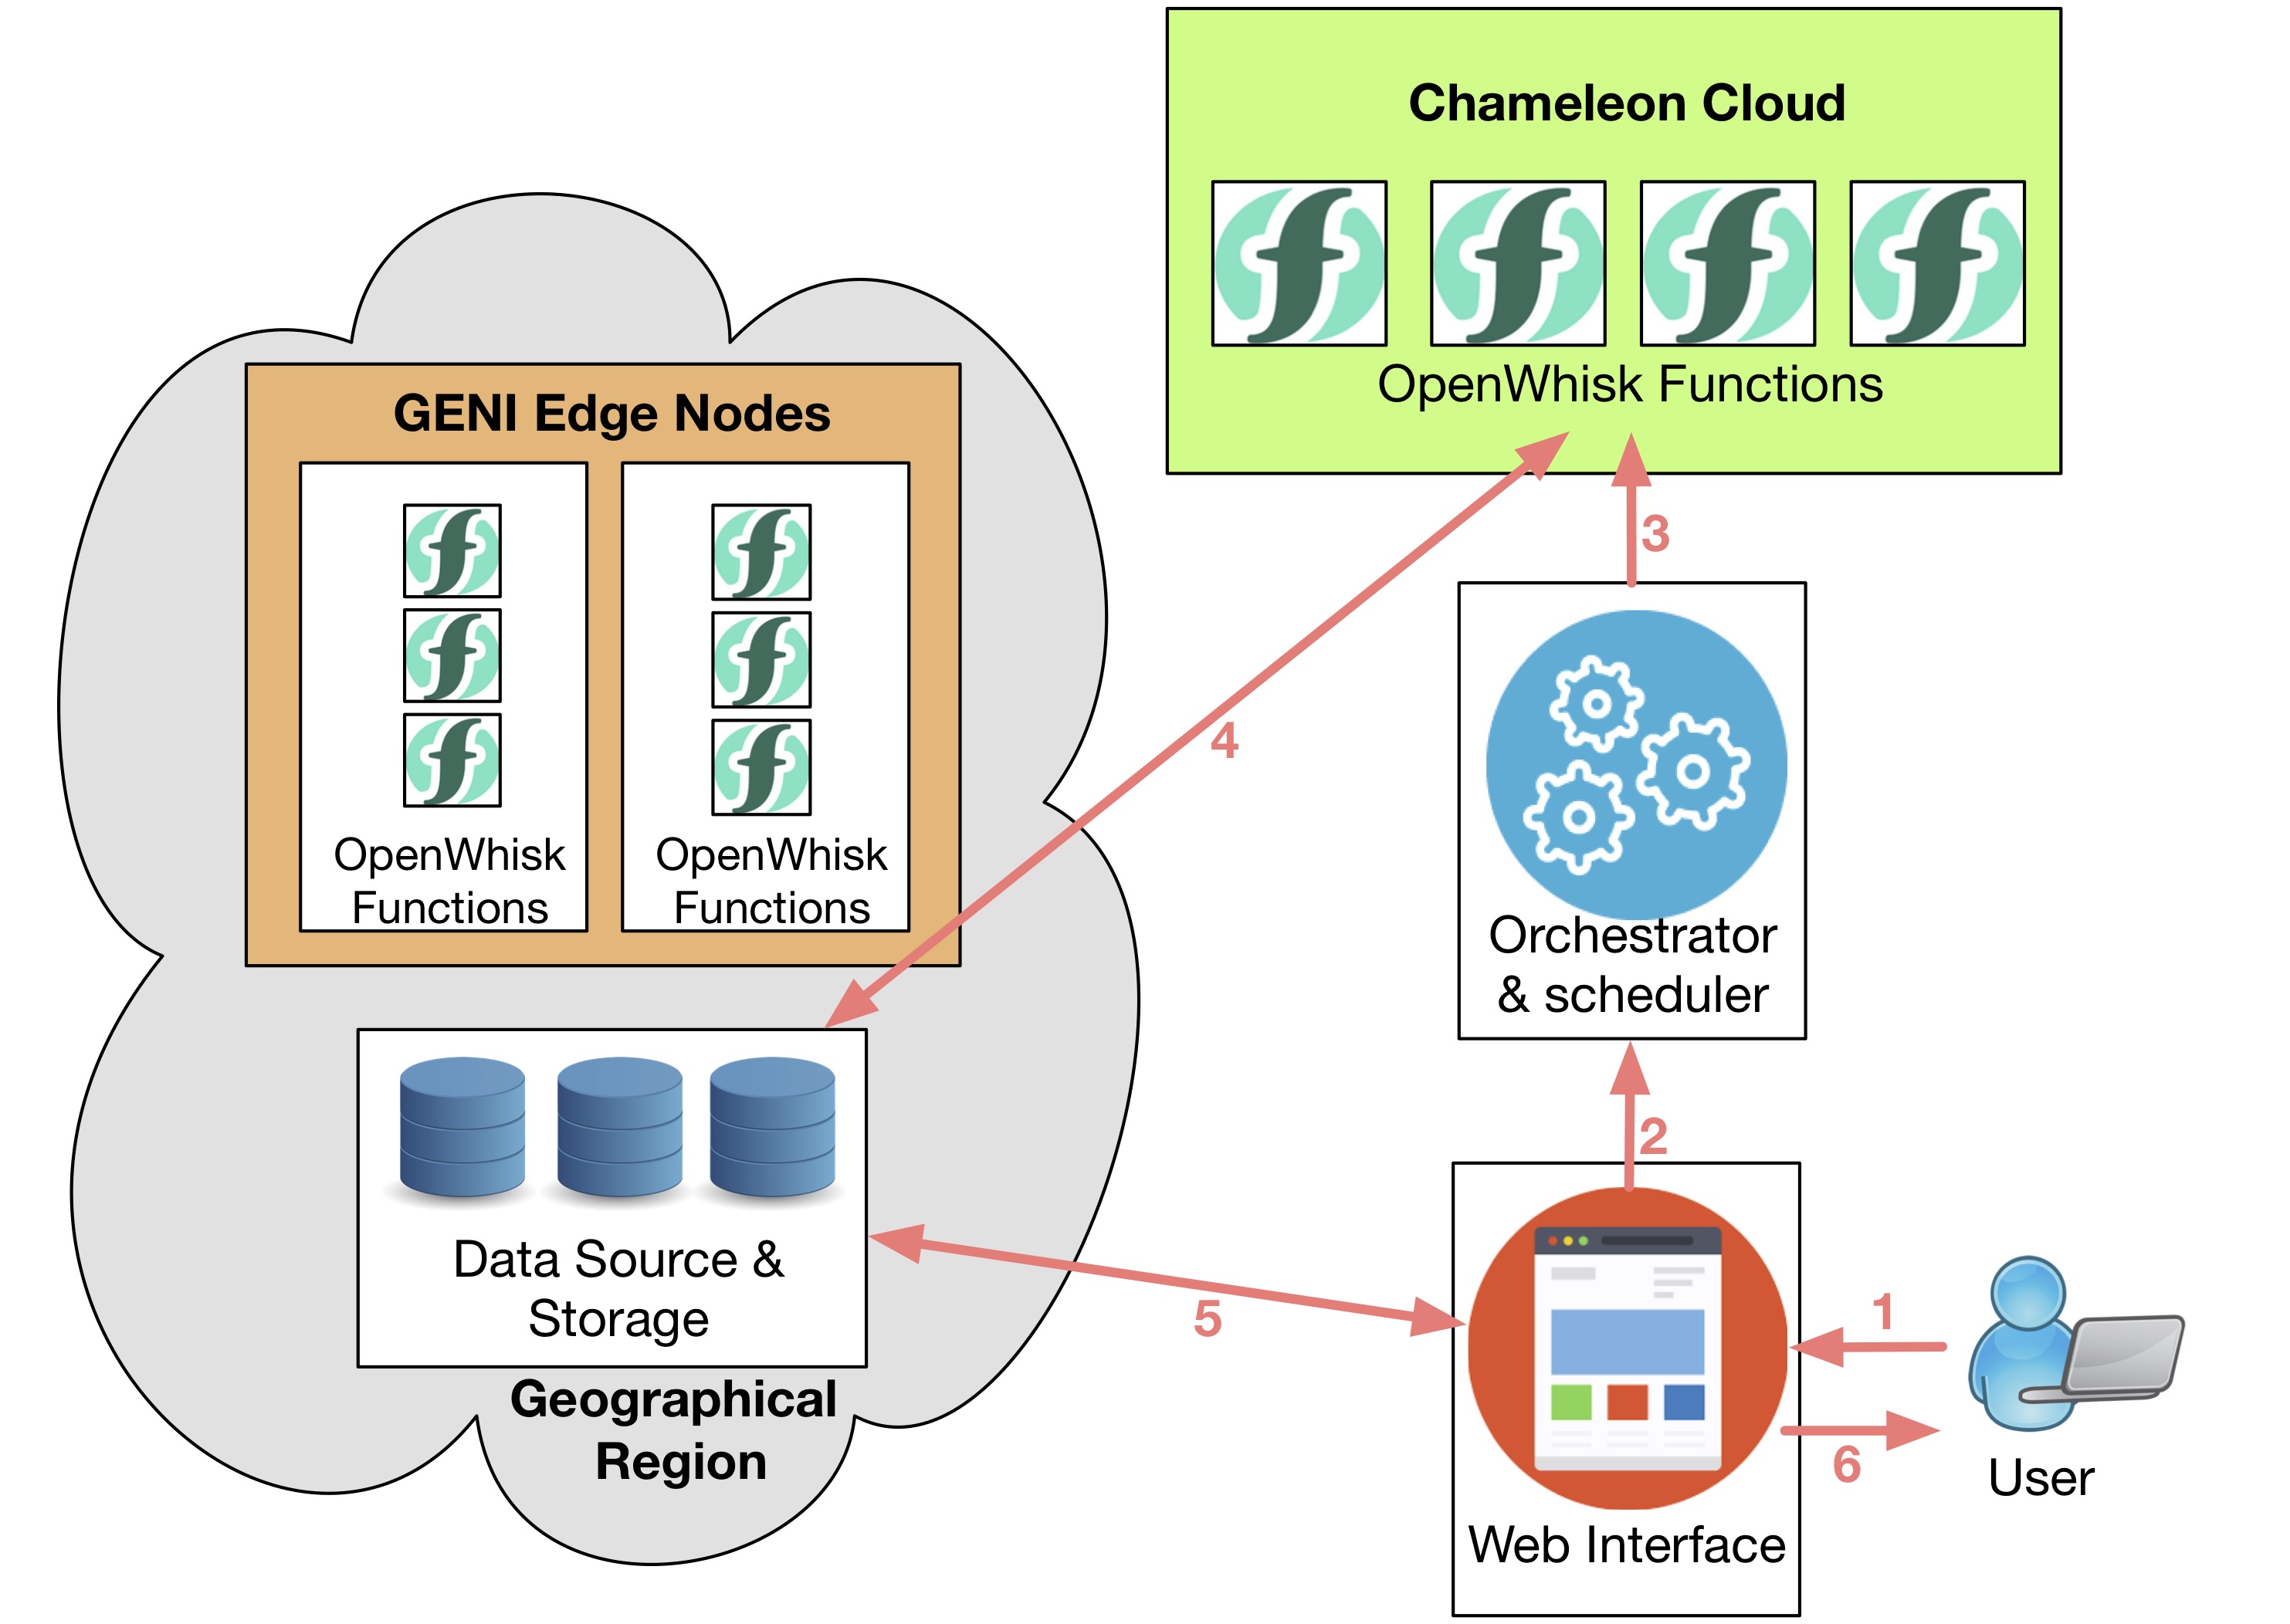 Chameleon Cloud
OpenWhisk Functions
GENI Edge Nodes
OpenWhisk
Functions
OpenWhisk
Functions
3
4
Orchestrator
& scheduler
2
Data Source &
Storage
5
1
6
Geographical
Region
User
Web Interface